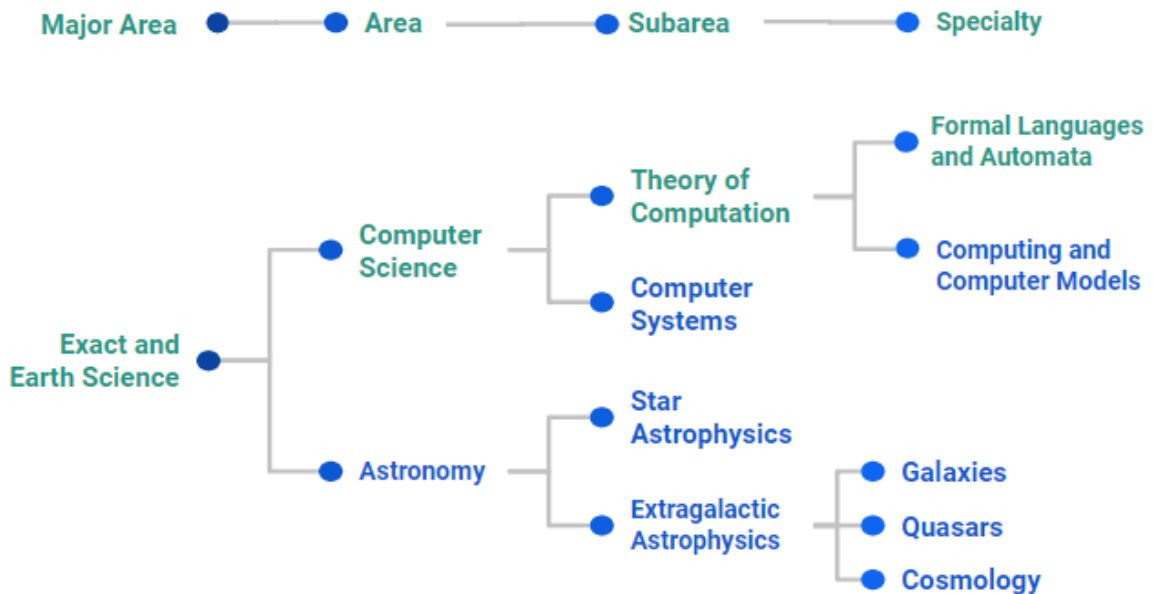 Major Area
Area
Subarea
Specialty
Exact and
Earth Science
Computer
Science
Theory of
Computation
Formal Languages
and Automata
Computing and
Computer Models
Computer
Systems
Astronomy
Star
Astrophysics
Extragalactic
Astrophysics
Galaxies
Quasars
Cosmology